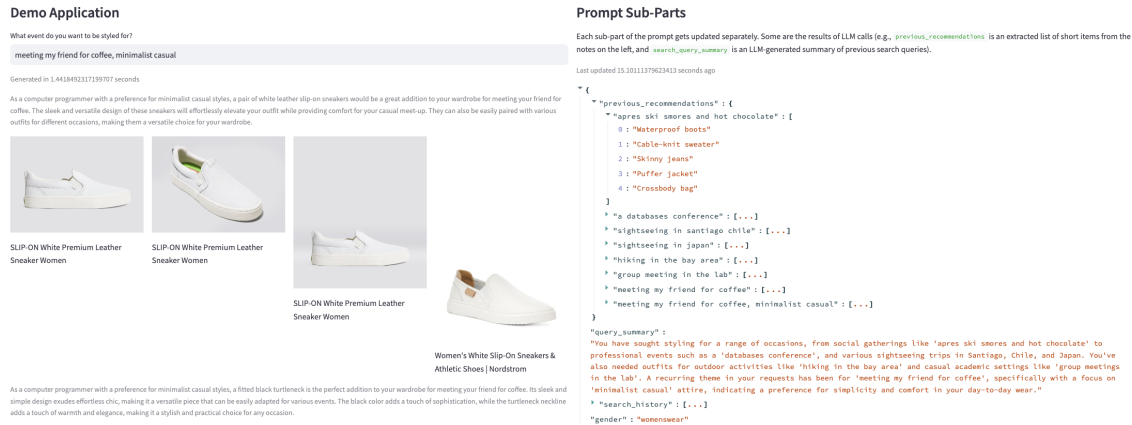 Demo Application
What event do you want to be styled for?
meeting my friend for coffee, minimalist casual
Generated in 1.4418492317199707 seconds
As a computer programmer with a preference for minimalist casual styles, a pair of white leather slip-on sneakers would be a great addition to your wardrobe for meeting your friend for
coffee. The sleek and versatile design of these sneakers will effortlessly elevate your outfit while providing comfort for your casual meet-up. They can also be easily paired with various
outfits for different occasions, making them a versatile choice for your wardrobe.
SLIP-ON White Premium Leather
Sneaker Women
SLIP-ON White Premium Leather
Sneaker Women
SLIP-ON White Premium Leather
Sneaker Women
Women's White Slip-On Sneakers &
Athletic Shoes | Nordstrom
As a computer programmer with a preference for minimalist casual styles, a fitted black turtleneck is the perfect addition to your wardrobe for meeting your friend for coffee. Its sleek and
simple design exudes effortless chic, making it a versatile piece that can be easily adapted for various events. The black color adds a touch of sophistication, while the turtleneck neckline
adds a touch of warmth and elegance, making it a stylish and practical choice for any occasion.
Prompt Sub-Parts
Each sub-part of the prompt gets updated separately. Some are the results of LLM calls (e.g., previous_recommendations is an extracted list of short items from the
notes on the left, and search_query_summary is an LLM-generated summary of previous search queries).
Last updated 15.10111379623413 seconds ago
{
"previous_recommendations" : {
"apres ski smores and hot chocolate" : [
0 : "Waterproof boots"
1 : "Cable-knit sweater"
2 : "Skinny jeans"
3 : "Puffer jacket"
4 : "Crossbody bag"
]
"a databases conference" : [...]
"sightseeing in santiago chile" : [...]
"sightseeing in japan" : [...]
"hiking in the bay area" : [...]
"group meeting in the lab" : [...]
"meeting my friend for coffee" : [...]
"meeting my friend for coffee, minimalist casual" : [...]
}
"query_summary" :
"You have sought styling for a range of occasions, from social gatherings like 'apres ski smores and hot chocolate' to
professional events such as a 'databases conference', and various sightseeing trips in Santiago, Chile, and Japan. You've
also needed outfits for outdoor activities like 'hiking in the bay area' and casual academic settings like 'group meetings
in the lab'. A recurring theme in your requests has been for 'meeting my friend for coffee', specifically with a focus on
'minimalist casual' attire, indicating a preference for simplicity and comfort in your day-to-day wear."
"search_history" : [...]
"gender" : "womenswear"